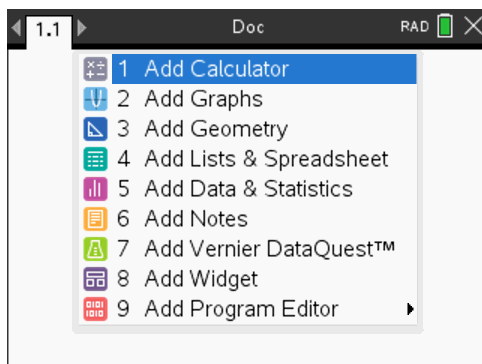 1.1 Doc RAD
1 Add Calculator
2 Add Graphs
3 Add Geometry
4 Add Lists & Spreadsheet
5 Add Data & Statistics
6 Add Notes
7 Add Vernier DataQuest™
8 Add Widget
9 Add Program Editor